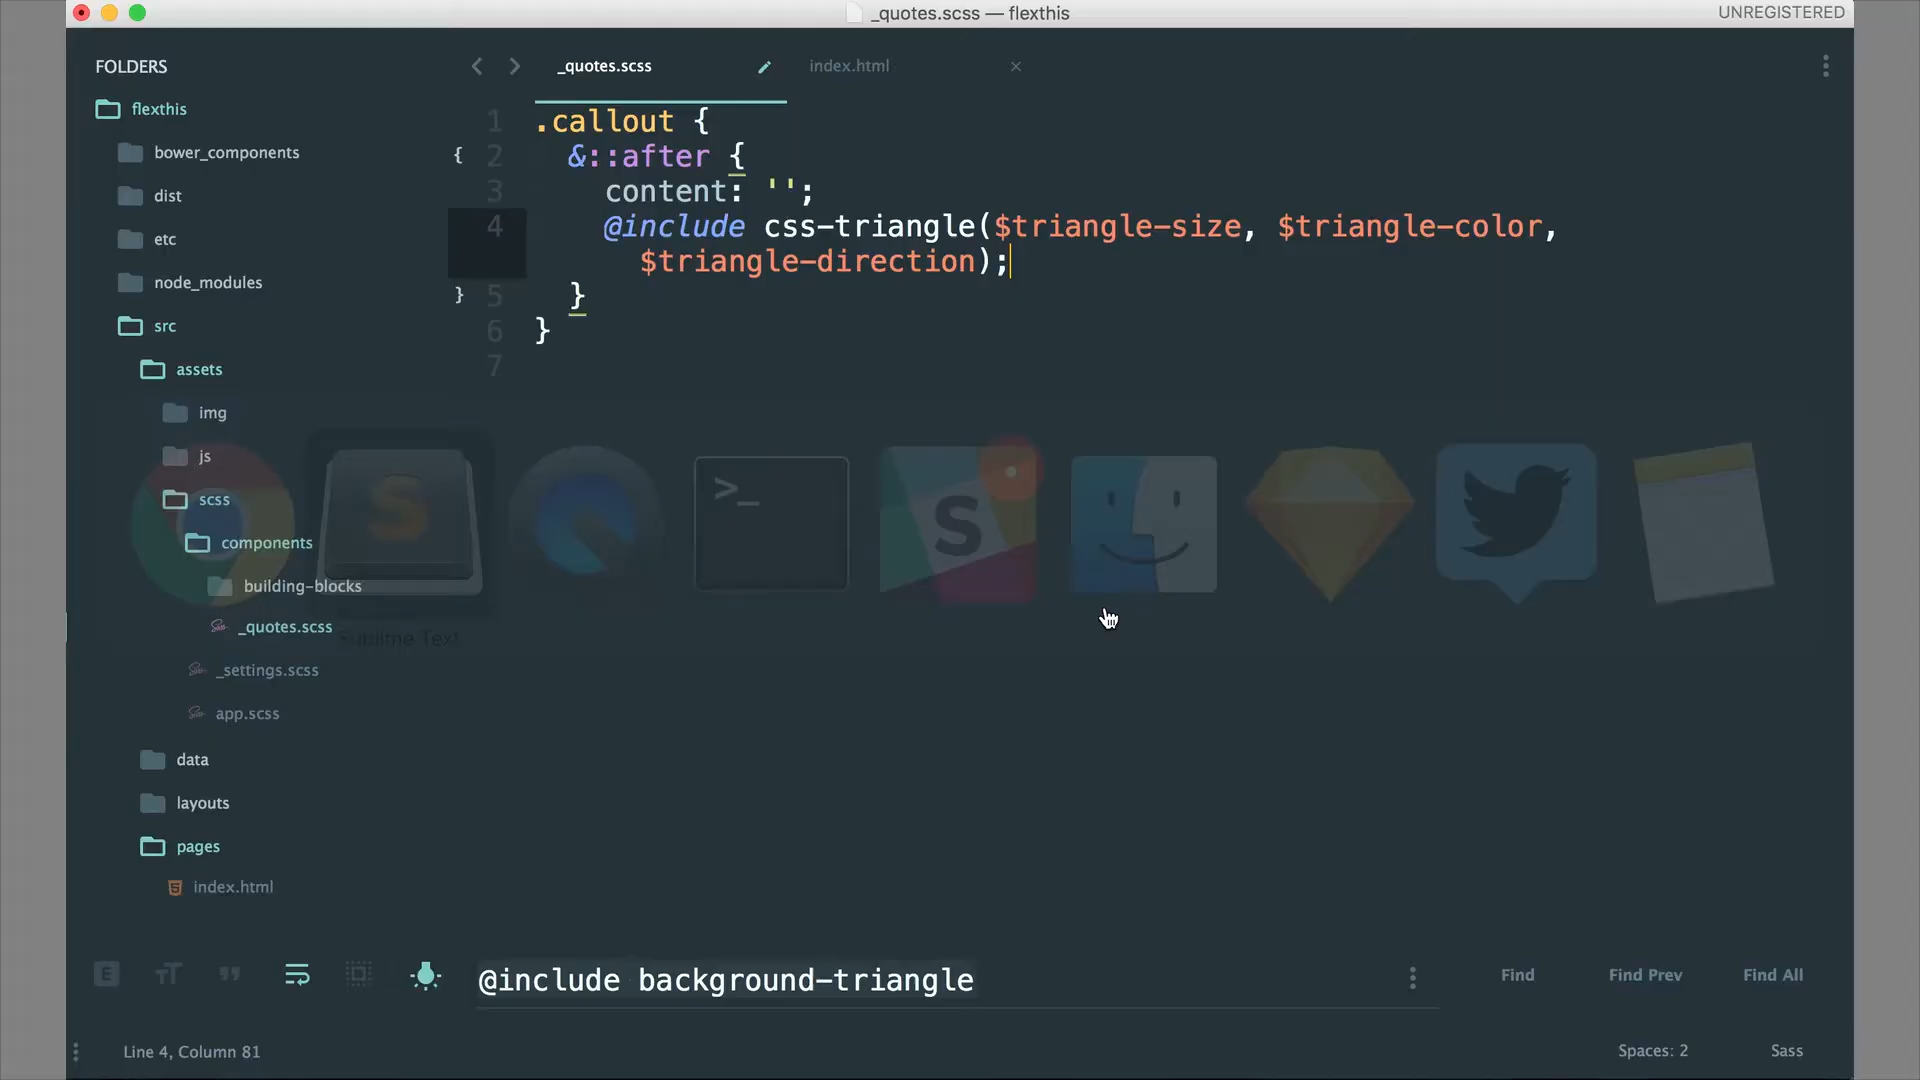 _quotes.scss — flexthis
UNREGISTERED
FOLDERS
flexthis
bower_components
dist
etc
node_modules
src
assets
img
js
scss
components
building-blocks
_quotes.scss
_settings.scss
app.scss
data
layouts
pages
index.html
_quotes.scss
index.html
1 .callout {
{ 2 &::after {
3 content: '';
4 @include css-triangle($triangle-size, $triangle-color,
$triangle-direction);
} 5 }
6 }
7
>_
S
S
Sublime Text
@include background-triangle
Find
Find Prev
Find All
Line 4, Column 81
Spaces: 2
Sass